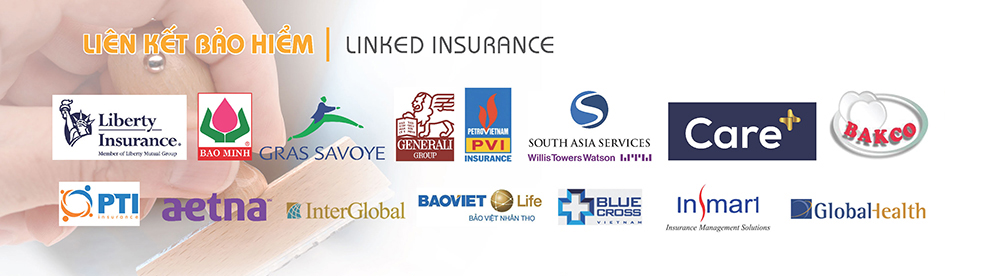 LIÊN KẾT BẢO HIỂM | LINKED INSURANCE
Liberty
Insurance®
Member of Liberty Mutual Group
BAO MINH
GRAS SAVOYE
GENERALI
GROUP
PETROVIETNAM
PVI
INSURANCE
SOUTH ASIA SERVICES
WillisTowersWatson
Care+
BAKCO
PTI
insurance
aetna™
InterGlobal
BAOVIET Life
BẢO VIỆT NHÂN THỌ
BLUE
CROSS
VIETNAM
InSmart
Insurance Management Solutions
GlobalHealth